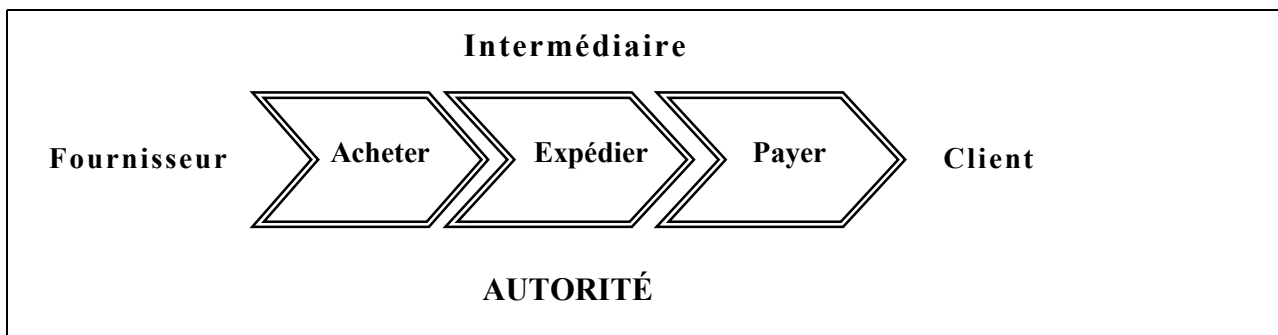 Intermédiaire
Fournisseur Acheter Expédier Payer Client
AUTORITÉ